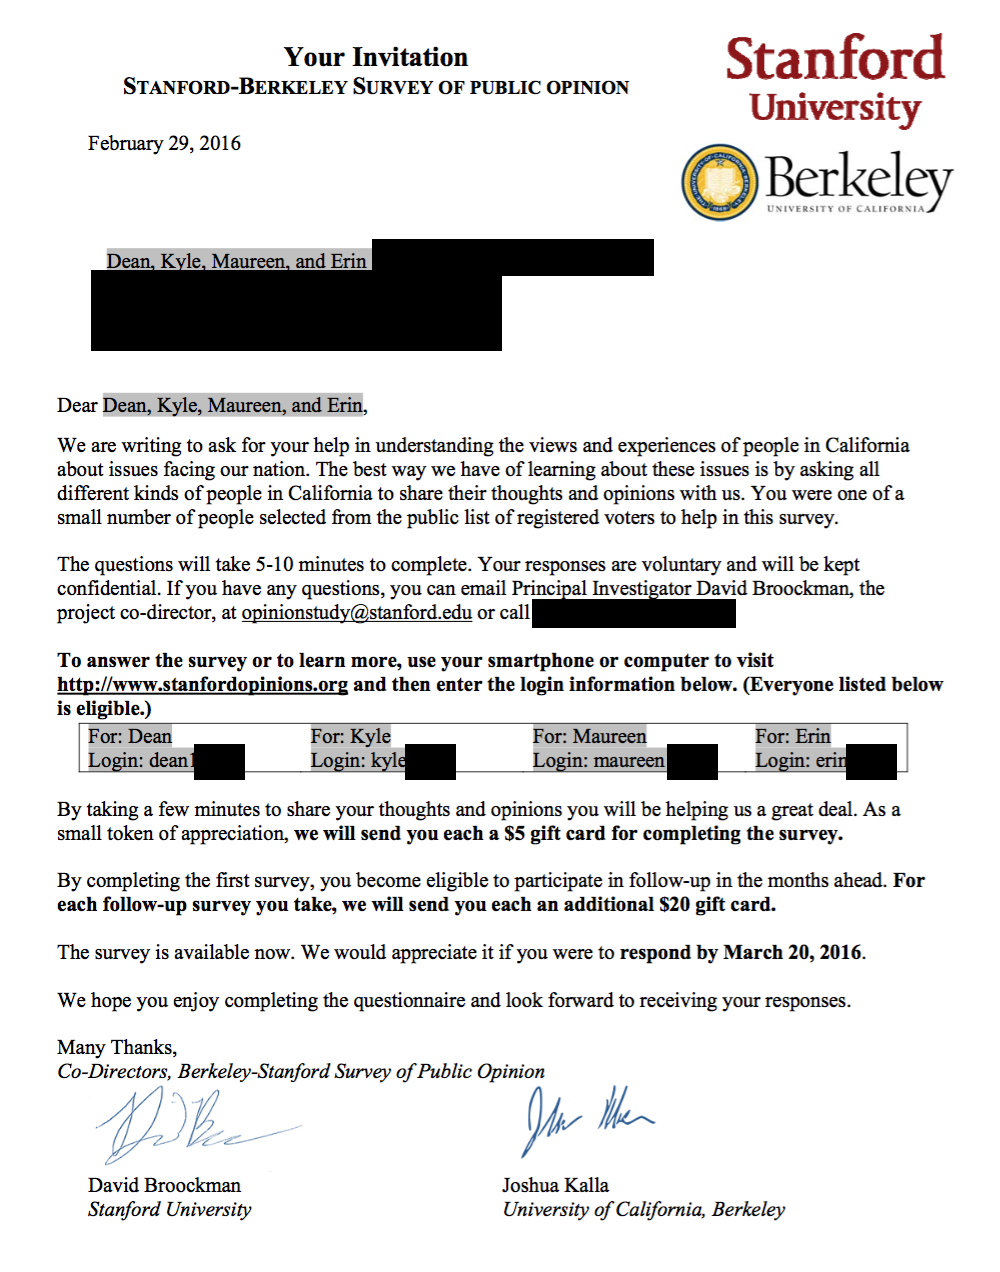 Your Invitation
STANFORD-BERKELEY SURVEY OF PUBLIC OPINION
Stanford
University
February 29, 2016
Berkeley
UNIVERSITY OF CALIFORNIA
Dean, Kyle, Maureen, and Erin
Dear Dean, Kyle, Maureen, and Erin,
We are writing to ask for your help in understanding the views and experiences of people in California
about issues facing our nation. The best way we have of learning about these issues is by asking all
different kinds of people in California to share their thoughts and opinions with us. You were one of a
small number of people selected from the public list of registered voters to help in this survey.
The questions will take 5-10 minutes to complete. Your responses are voluntary and will be kept
confidential. If you have any questions, you can email Principal Investigator David Broockman, the
project co-director, at opinionstudy@stanford.edu or call
To answer the survey or to learn more, use your smartphone or computer to visit
http://www.stanfordopinions.org and then enter the login information below. (Everyone listed below
is eligible.)
For: Dean For: Kyle For: Maureen For: Erin
Login: dean1 Login: kyle Login: maureen Login: erin
By taking a few minutes to share your thoughts and opinions you will be helping us a great deal. As a
small token of appreciation, we will send you each a $5 gift card for completing the survey.
By completing the first survey, you become eligible to participate in follow-up in the months ahead. For
each follow-up survey you take, we will send you each an additional $20 gift card.
The survey is available now. We would appreciate it if you were to respond by March 20, 2016.
We hope you enjoy completing the questionnaire and look forward to receiving your responses.
Many Thanks,
Co-Directors, Berkeley-Stanford Survey of Public Opinion
David Broockman Joshua Kalla
Stanford University University of California, Berkeley